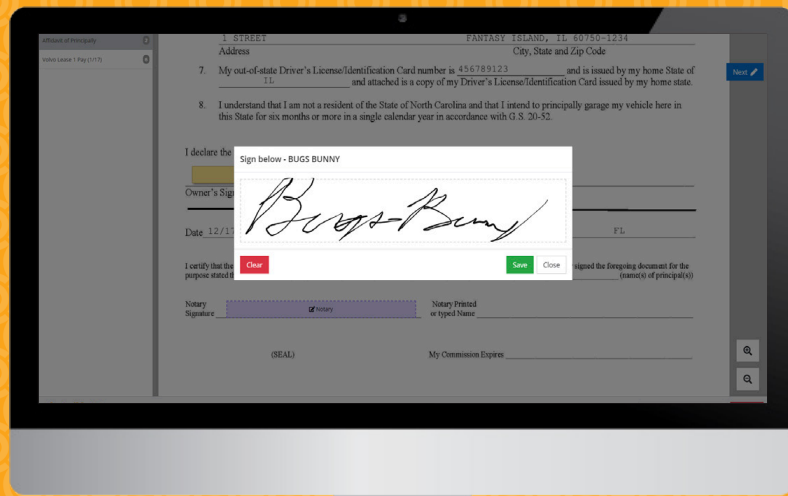 Affidavit of Principality
Volvo Lease 1 Pay (1/17)
1 STREET FANTASY ISLAND, IL 60750-1234
Address City, State and Zip Code
7. My out-of-state Driver's License/Identification Card number is 456789123 and is issued by my home State of
IL and attached is a copy of my Driver's License/Identification Card issued by my home state.
Next
8. I understand that I am not a resident of the State of North Carolina and that I intend to principally garage my vehicle here in
this State for six months or more in a single calendar year in accordance with G.S. 20-52.
I declare the
Sign below - BUGS BUNNY
Owner's Sig
Bugs Bunny
Date 12/17 FL
Clear Save Close
I certify that the signed the foregoing document for the
purpose stated th (name(s) of principal(s))
Notary Notary Printed
Signature Notary or typed Name
(SEAL) My Commission Expires